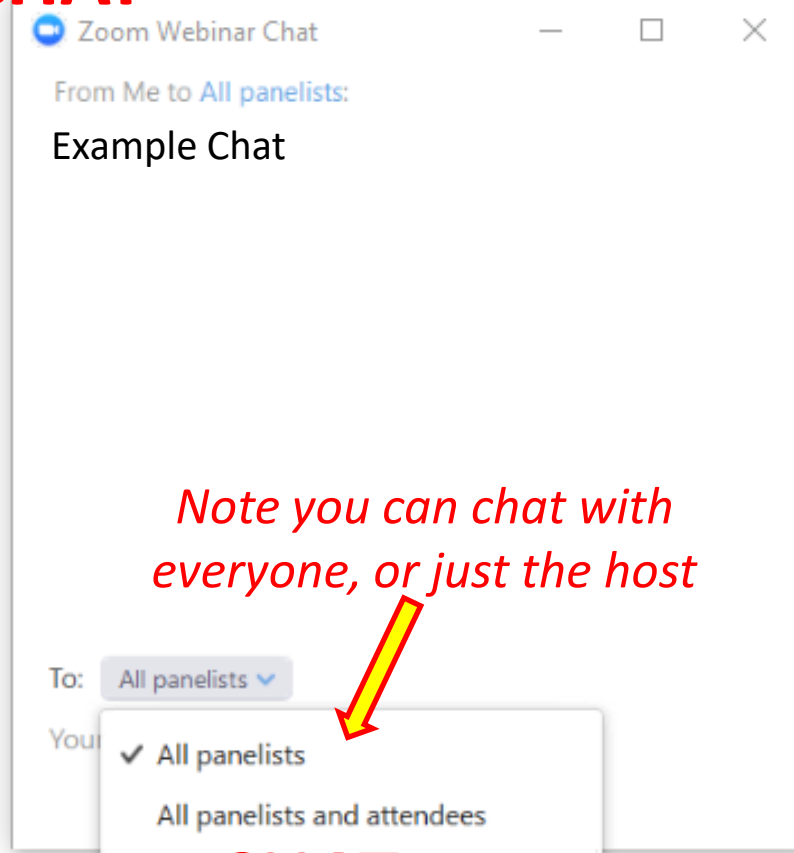 Zoom Webinar Chat
From Me to All panelists:
Example Chat
Note you can chat with
everyone, or just the host
To: All panelists
All panelists
All panelists and attendees